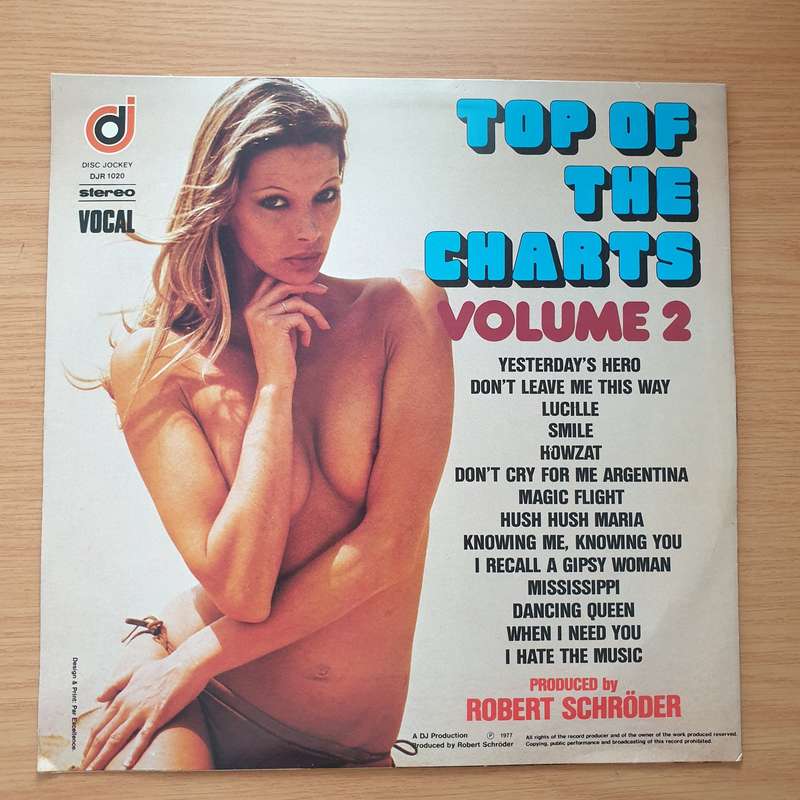 dj
DISC JOCKEY
DJR 1020
stereo
VOCAL
TOP OF
THE
CHARTS
VOLUME 2
YESTERDAY'S HERO
DON'T LEAVE ME THIS WAY
LUCILLE
SMILE
HOWZAT
DON'T CRY FOR ME ARGENTINA
MAGIC FLIGHT
HUSH HUSH MARIA
KNOWING ME, KNOWING YOU
I RECALL A GIPSY WOMAN
MISSISSIPPI
DANCING QUEEN
WHEN I NEED YOU
I HATE THE MUSIC
PRODUCED by
ROBERT SCHRÖDER
A DJ Production ℗ 1977
Produced by Robert Schröder
All rights of the record producer and of the owner of the work produced reserved.
Copying, public performance and broadcasting of this record prohibited.
Design & Print: Par Excellence.